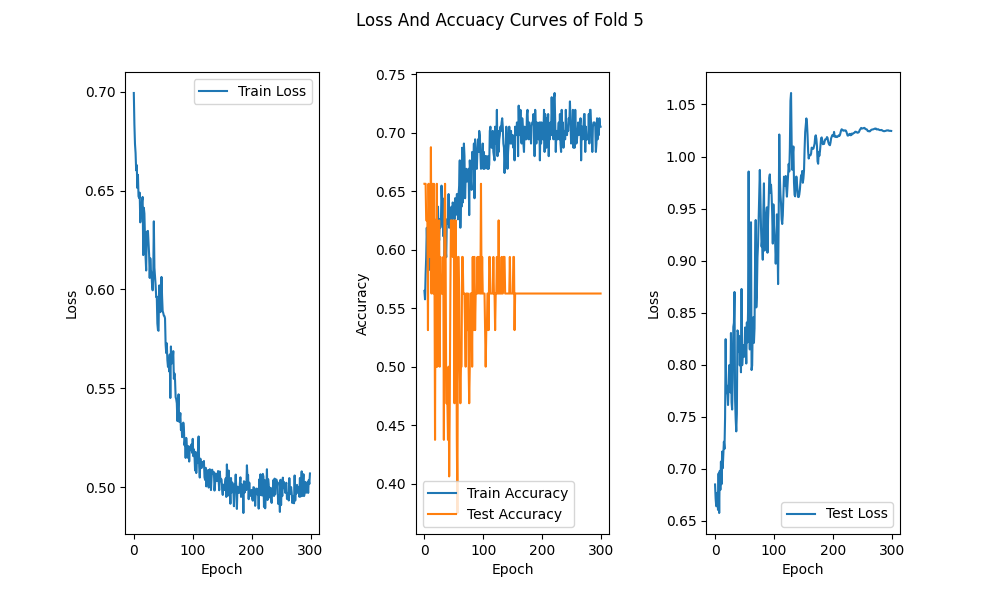 Loss And Accuacy Curves of Fold 5
Loss
0.70
0.65
0.60
0.55
0.50
Train Loss
0 100 200 300
Epoch
Accuracy
0.75
0.70
0.65
0.60
0.55
0.50
0.45
0.40
Train Accuracy
Test Accuracy
0 100 200 300
Epoch
Loss
1.05
1.00
0.95
0.90
0.85
0.80
0.75
0.70
0.65
Test Loss
0 100 200 300
Epoch